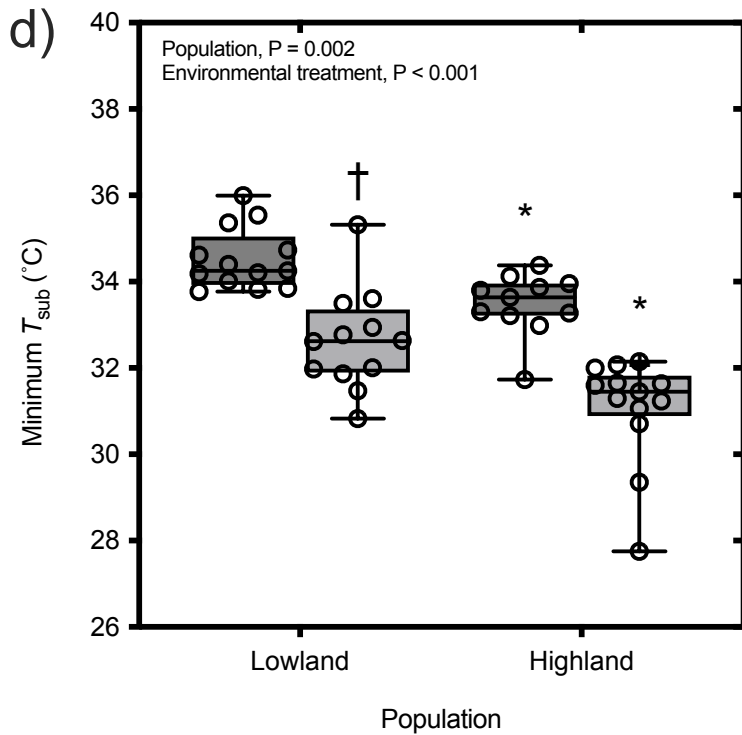 d)
Population, P = 0.002
Environmental treatment, P < 0.001
40
38
36
34
32
30
28
26
Minimum Tsub (°C)
†
*
*
Lowland
Highland
Population